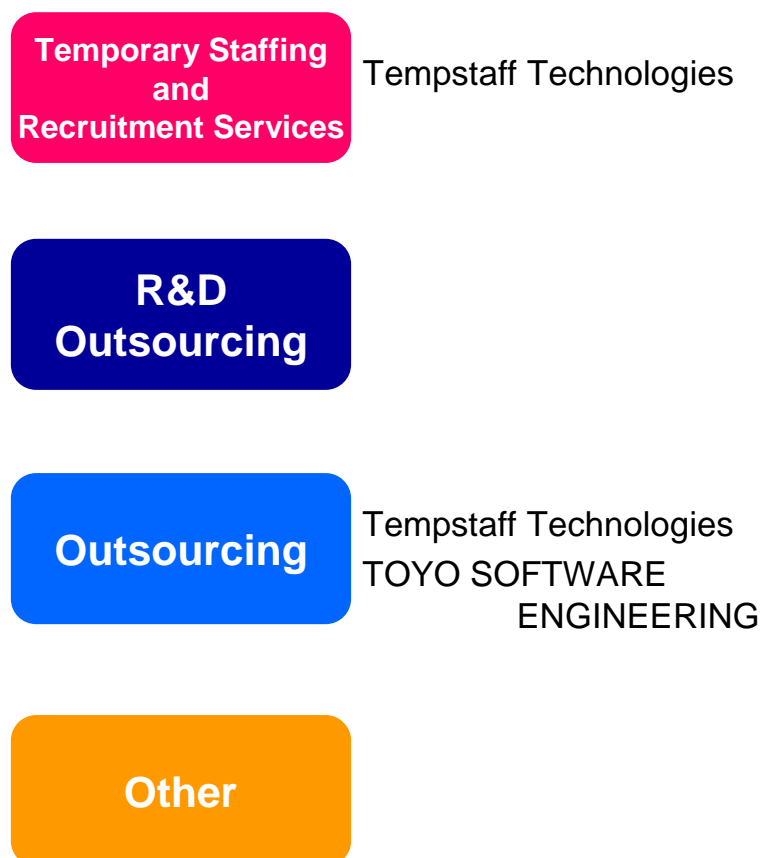 Temporary Staffing
and
Recruitment Services
Tempstaff Technologies
R&D
Outsourcing
Outsourcing
Tempstaff Technologies
TOYO SOFTWARE
ENGINEERING
Other